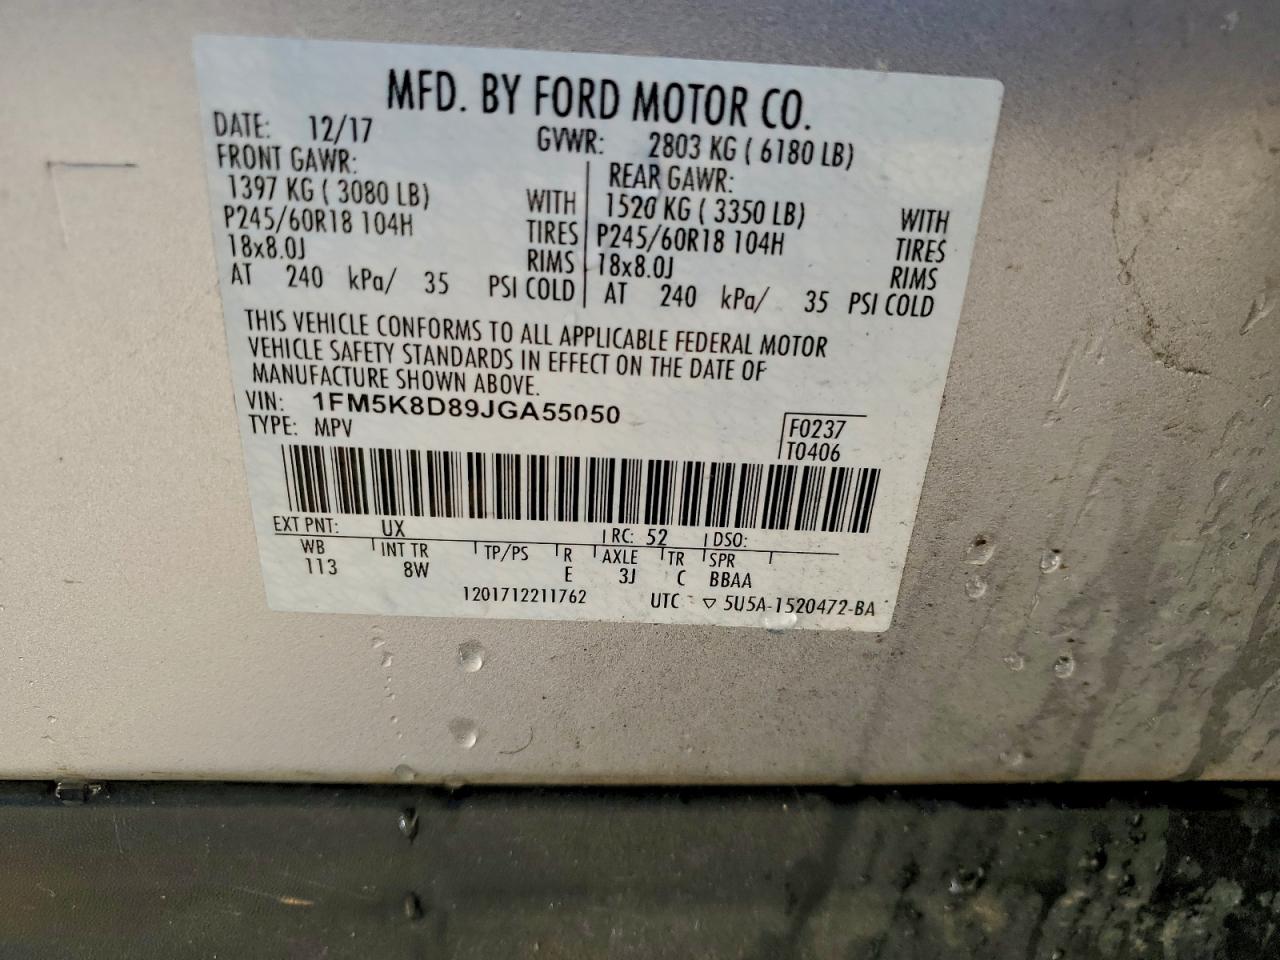 MFD. BY FORD MOTOR CO.
DATE: 12/17 GVWR: 2803 KG ( 6180 LB)
FRONT GAWR: REAR GAWR:
1397 KG ( 3080 LB) WITH 1520 KG ( 3350 LB) WITH
P245/60R18 104H TIRES P245/60R18 104H TIRES
18x8.0J RIMS 18x8.0J RIMS
AT 240 kPa/ 35 PSI COLD AT 240 kPa/ 35 PSI COLD
THIS VEHICLE CONFORMS TO ALL APPLICABLE FEDERAL MOTOR
VEHICLE SAFETY STANDARDS IN EFFECT ON THE DATE OF
MANUFACTURE SHOWN ABOVE.
VIN: 1FM5K8D89JGA55050
TYPE: MPV
F0237
T0406
EXT PNT: UX RC: 52 DSO:
WB INT TR TP/PS R AXLE TR SPR
113 8W E 3J C BBAA
1201712211762 UTC ▽ 5U5A-1520472-BA